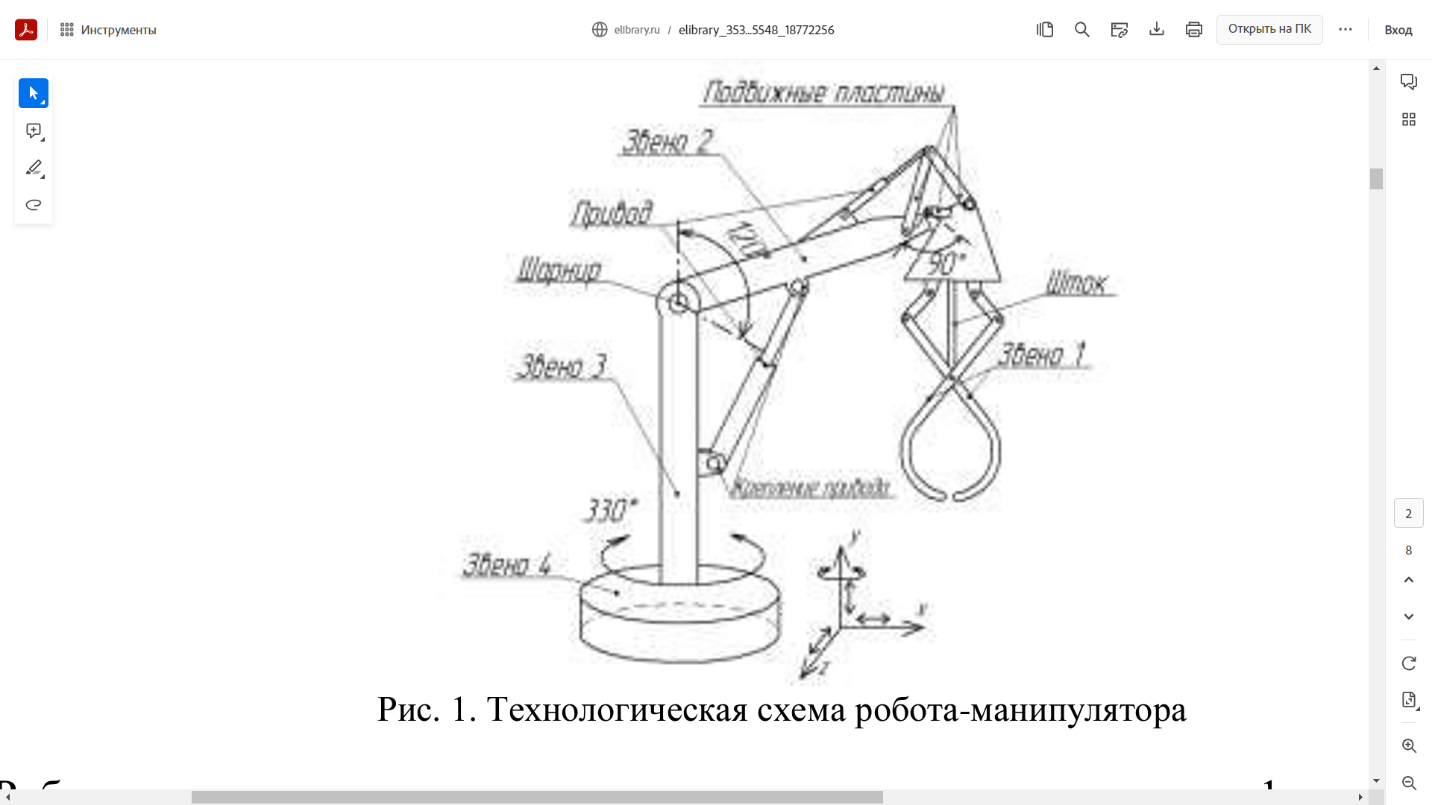 Инструменты
elibrary.ru / elibrary_353...5548_18772256
Открыть на ПК
Вход
Подвижные пластины
Звено 2
Привод
120°
Шарнир
90°
Шток
Звено 3
Звено 1
Крепление привода
330°
Звено 4
y
x
z
2
8
Рис. 1. Технологическая схема робота-манипулятора